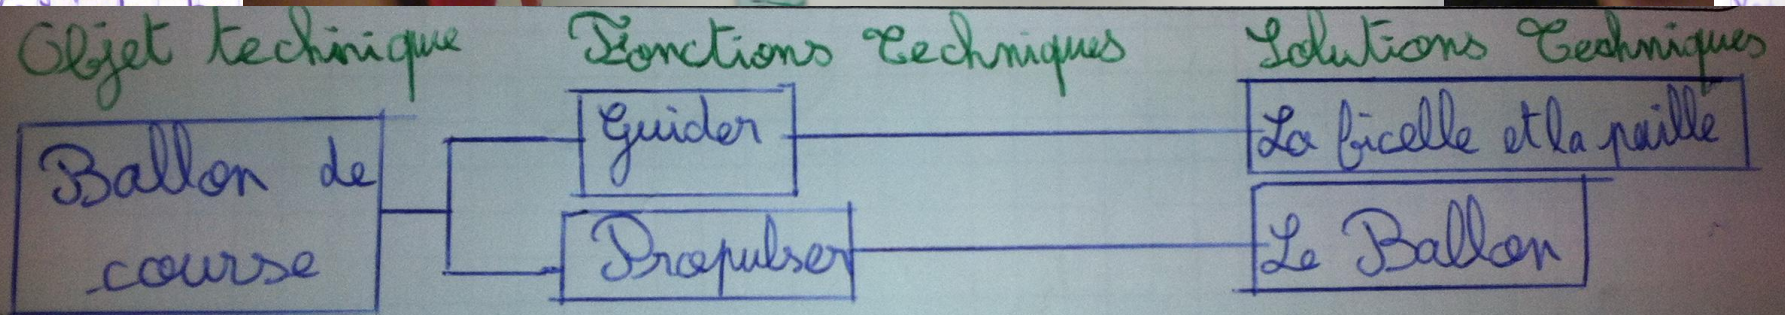 Objet technique Fonctions Techniques Solutions Techniques
Guider La ficelle et la paille
Ballon de
course
Propulser Le Ballon